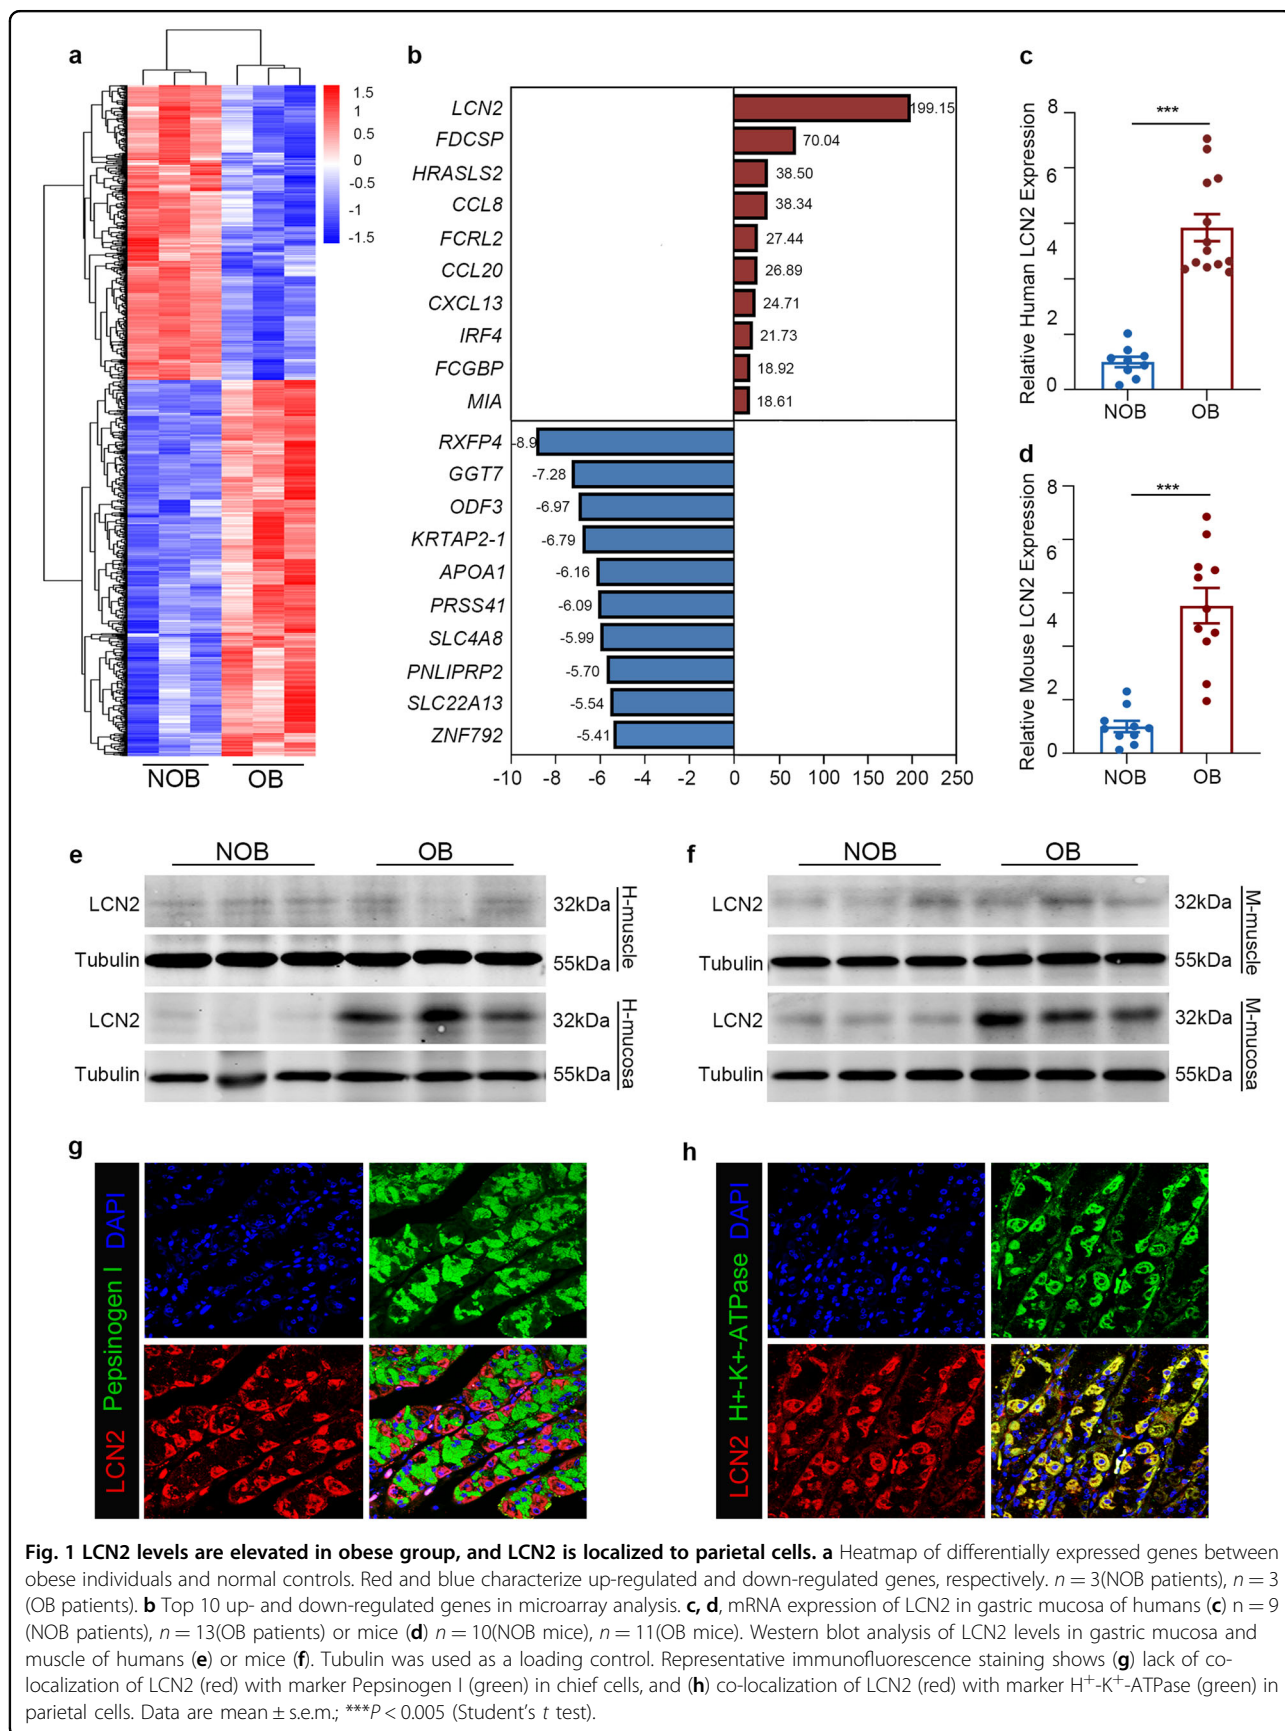 a
1.5
1
0.5
0
-0.5
-1
-1.5
NOB OB
b
LCN2 199.15
FDCSP 70.04
HRASLS2 38.50
CCL8 38.34
FCRL2 27.44
CCL20 26.89
CXCL13 24.71
IRF4 21.73
FCGBP 18.92
MIA 18.61
RXFP4 -8.9
GGT7 -7.28
ODF3 -6.97
KRTAP2-1 -6.79
APOA1 -6.16
PRSS41 -6.09
SLC4A8 -5.99
PNLIPRP2 -5.70
SLC22A13 -5.54
ZNF792 -5.41
-10 -8 -6 -4 -2 0 50 100 150 200 250
c
Relative Human LCN2 Expression
8
6
4
2
0
***
NOB OB
d
Relative Mouse LCN2 Expression
8
6
4
2
0
***
NOB OB
e
NOB OB
LCN2 32kDa
Tubulin 55kDa
H-muscle
LCN2 32kDa
Tubulin 55kDa
H-mucosa
f
NOB OB
LCN2 32kDa
Tubulin 55kDa
M-muscle
LCN2 32kDa
Tubulin 55kDa
M-mucosa
g
LCN2 Pepsinogen I DAPI
h
LCN2 H+-K+-ATPase DAPI
Fig. 1 LCN2 levels are elevated in obese group, and LCN2 is localized to parietal cells. a Heatmap of differentially expressed genes between
obese individuals and normal controls. Red and blue characterize up-regulated and down-regulated genes, respectively. n = 3(NOB patients), n = 3
(OB patients). b Top 10 up- and down-regulated genes in microarray analysis. c, d, mRNA expression of LCN2 in gastric mucosa of humans (c) n = 9
(NOB patients), n = 13(OB patients) or mice (d) n = 10(NOB mice), n = 11(OB mice). Western blot analysis of LCN2 levels in gastric mucosa and
muscle of humans (e) or mice (f). Tubulin was used as a loading control. Representative immunofluorescence staining shows (g) lack of co-
localization of LCN2 (red) with marker Pepsinogen I (green) in chief cells, and (h) co-localization of LCN2 (red) with marker H⁺-K⁺-ATPase (green) in
parietal cells. Data are mean ± s.e.m.; ***P < 0.005 (Student's t test).